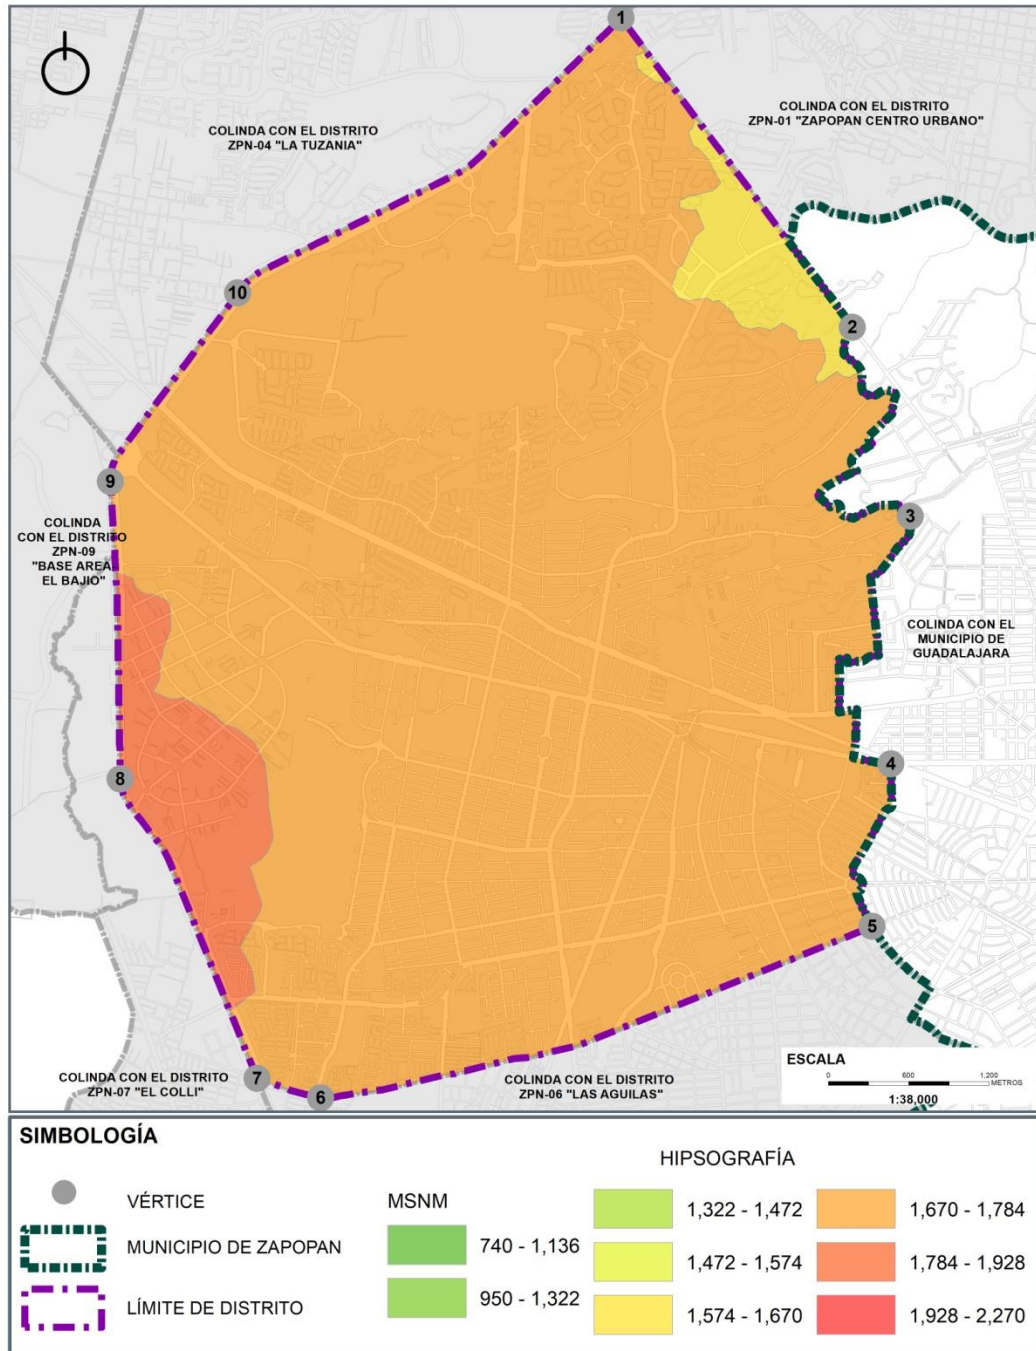 1
COLINDA CON EL DISTRITO
ZPN-04 "LA TUZANIA"
COLINDA CON EL DISTRITO
ZPN-01 "ZAPOPAN CENTRO URBANO"
10
2
9
3
COLINDA
CON EL DISTRITO
ZPN-09
"BASE AREA
EL BAJIO"
COLINDA CON EL
MUNICIPIO DE
GUADALAJARA
8
4
5
7
6
COLINDA CON DISTRITO
ZPN-07 "EL COLLI"
COLINDA CON EL DISTRITO
ZPN-06 "LAS AGUILAS"
ESCALA
0 600 1,200
METROS
1:38,000
SIMBOLOGÍA
VÉRTICE
MUNICIPIO DE ZAPOPAN
LÍMITE DE DISTRITO
HIPSOGRAFÍA
MSNM
740 - 1,136
950 - 1,322
1,322 - 1,472
1,472 - 1,574
1,574 - 1,670
1,670 - 1,784
1,784 - 1,928
1,928 - 2,270